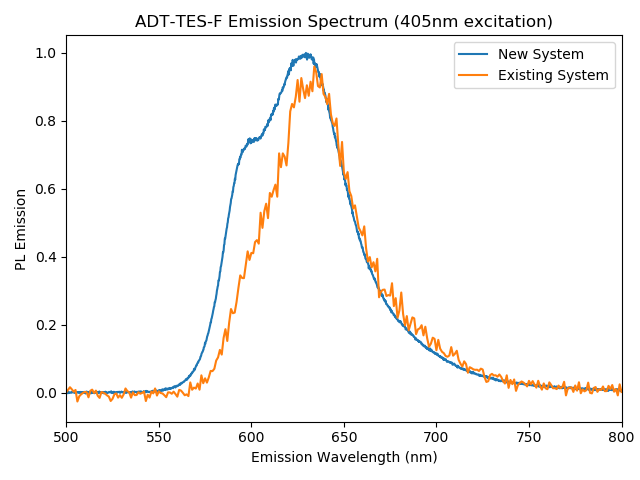 ADT-TES-F Emission Spectrum (405nm excitation)
New System
Existing System
PL Emission
1.0
0.8
0.6
0.4
0.2
0.0
500 550 600 650 700 750 800
Emission Wavelength (nm)